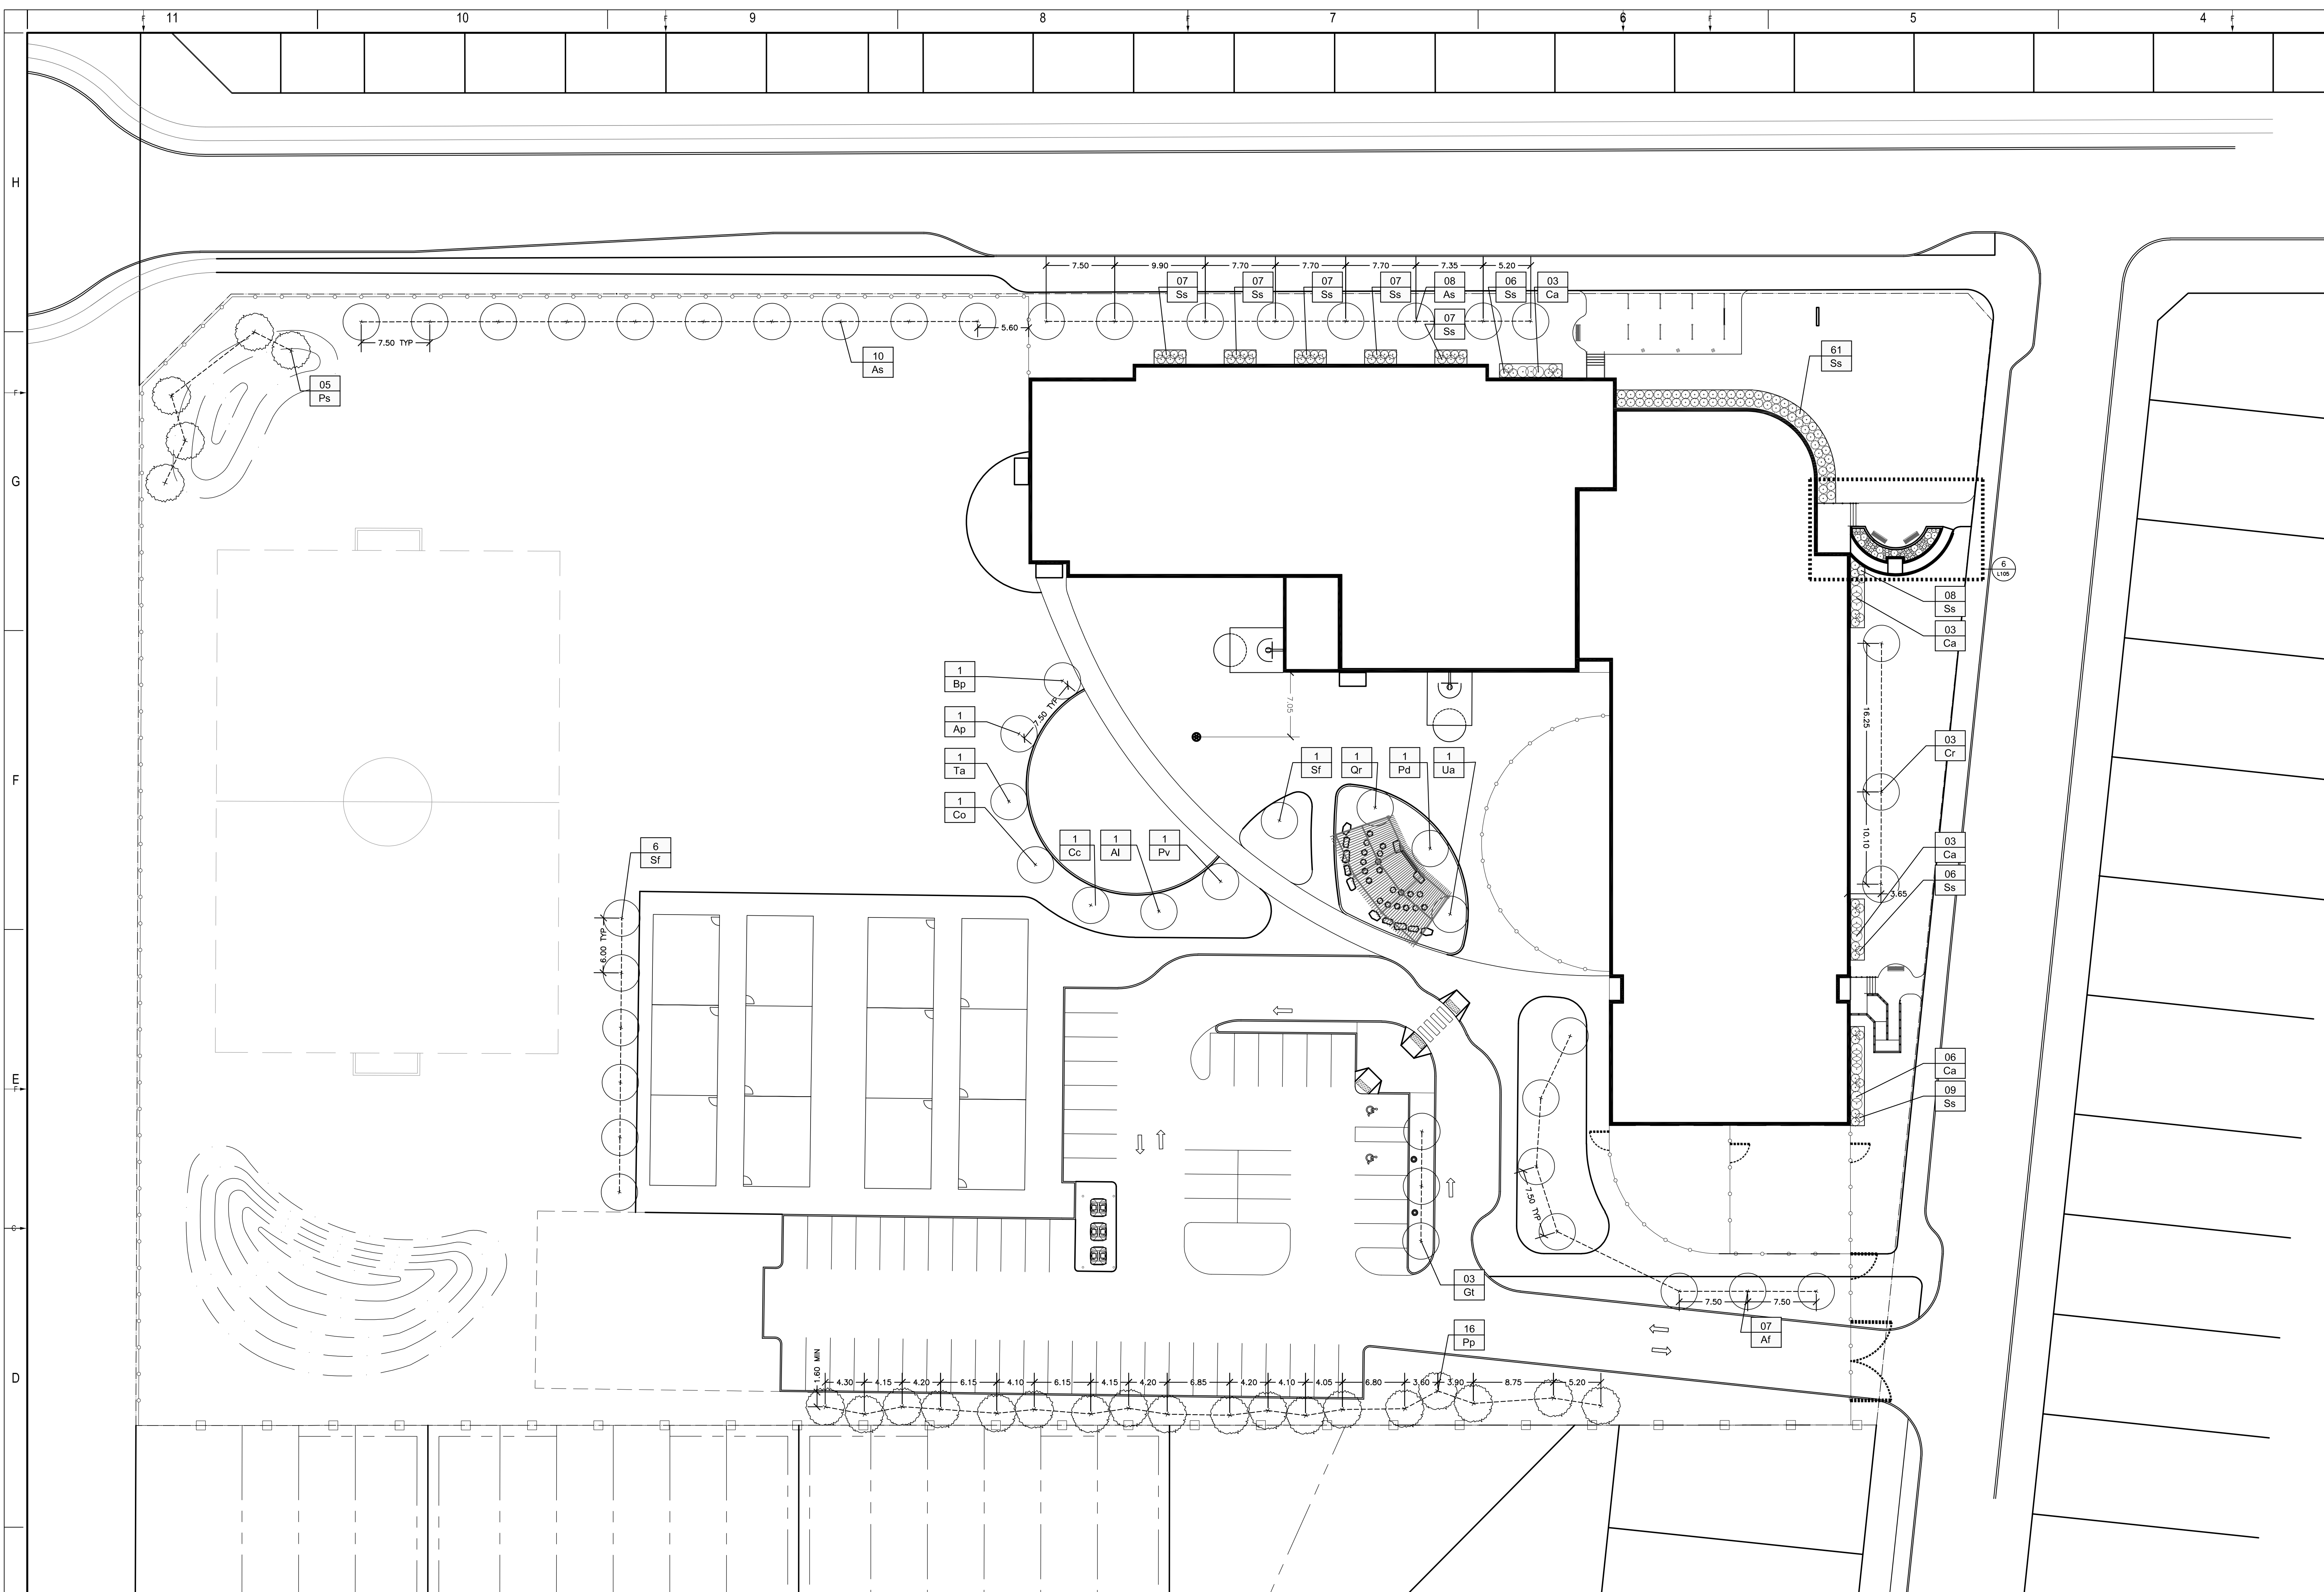 11 10 9 8 7 6 5 4
F F F 6 F F
H
7.50 9.90 7.70 7.70 7.70 7.35 5.20
07 07 07 07 08 06 03
Ss Ss Ss Ss As Ss Ca
07
Ss
5.60
7.50 TYP
10
As
61
Ss
05
Ps
F
G
6
L105
08
Ss
03
Ca
1
Bp
7.05
7.50 TYP
16.25
1
Ap
03
Cr
1 1 1 1
Sf Qr Pd Ua
1
Ta
F
1
Co
10.10
1 1 1
Cc Al Pv
6
Sf
03
Ca
06
Ss
3.65
6.00 TYP
06
Ca
E
F
09
Ss
7.50 TYP
C
03
Gt
7.50 7.50
16
Pp
07
Af
D
1.60 MIN
4.30 4.15 4.20 6.15 4.10 6.15 4.15 4.20 6.85 4.20 4.10 4.05 6.80 3.60 3.90 8.75 5.20